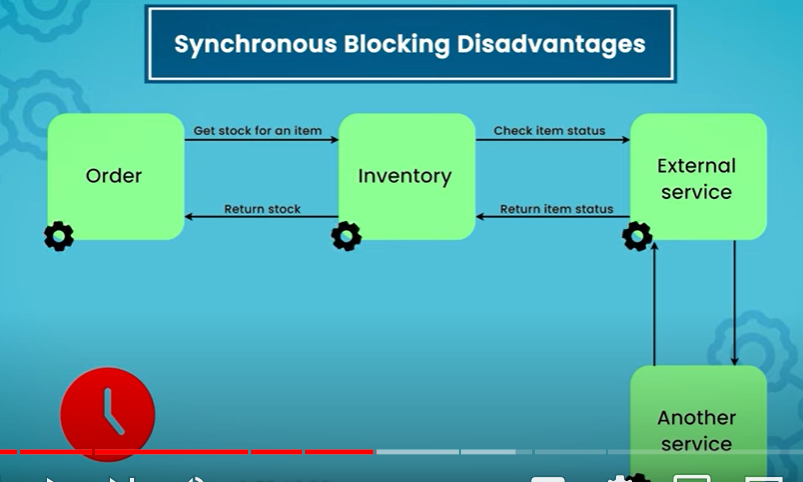 Synchronous Blocking Disadvantages
Get stock for an item
Check item status
Order
Inventory
External
service
Return stock
Return item status
Another
service